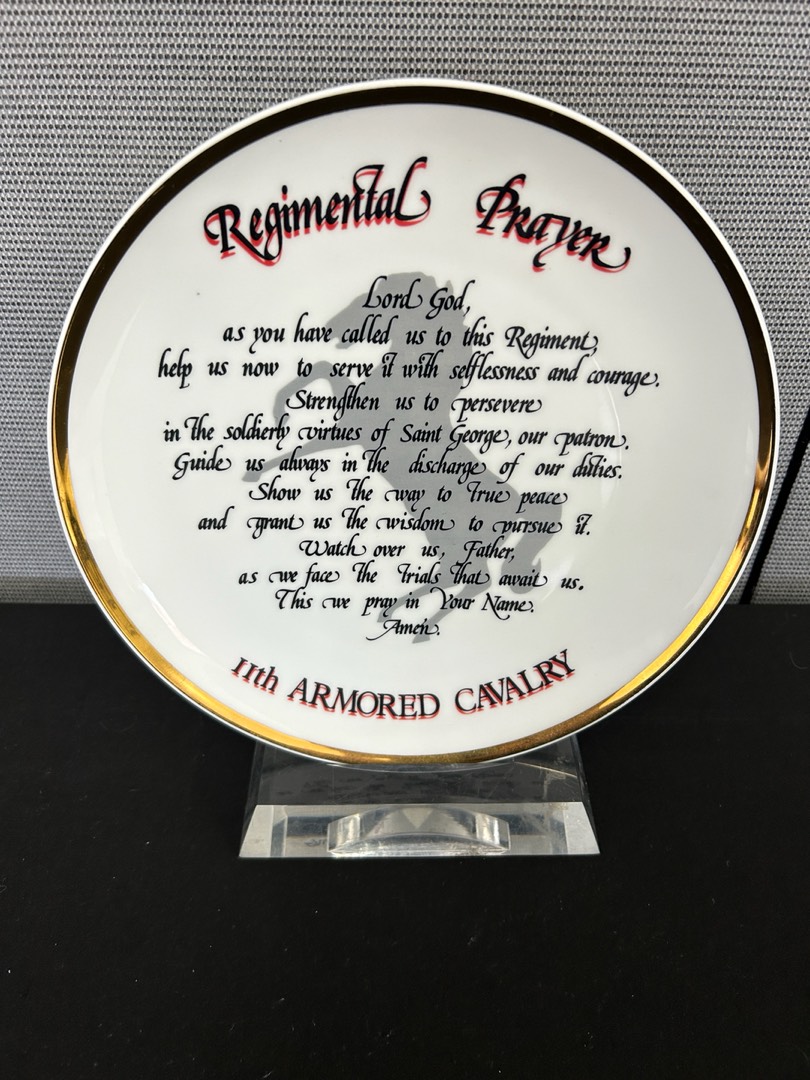 Regimental Prayer
Lord God,
as you have called us to this Regiment,
help us now to serve it with selflessness and courage.
Strengthen us to persevere
in the soldierly virtues of Saint George, our patron.
Guide us always in the discharge of our duties.
Show us the way to true peace
and grant us the wisdom to pursue it.
Watch over us, Father,
as we face the trials that await us.
This we pray in Your Name.
Amen.
11th ARMORED CAVALRY